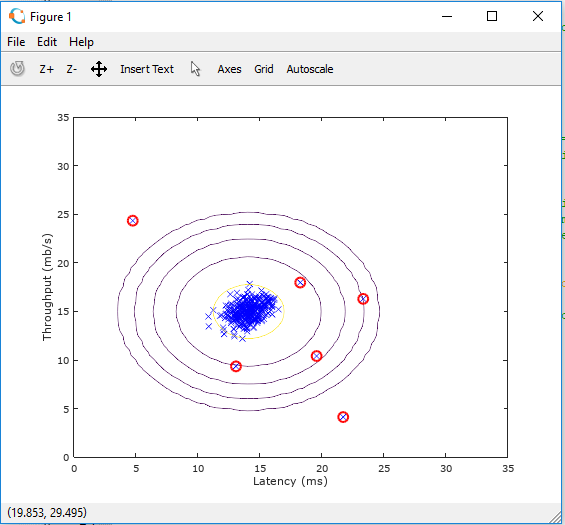 Figure 1
File Edit Help
Z+ Z- Insert Text Axes Grid Autoscale
35
30
25
20
15
10
5
0
Throughput (mb/s)
0 5 10 15 20 25 30 35
Latency (ms)
(19.853, 29.495)